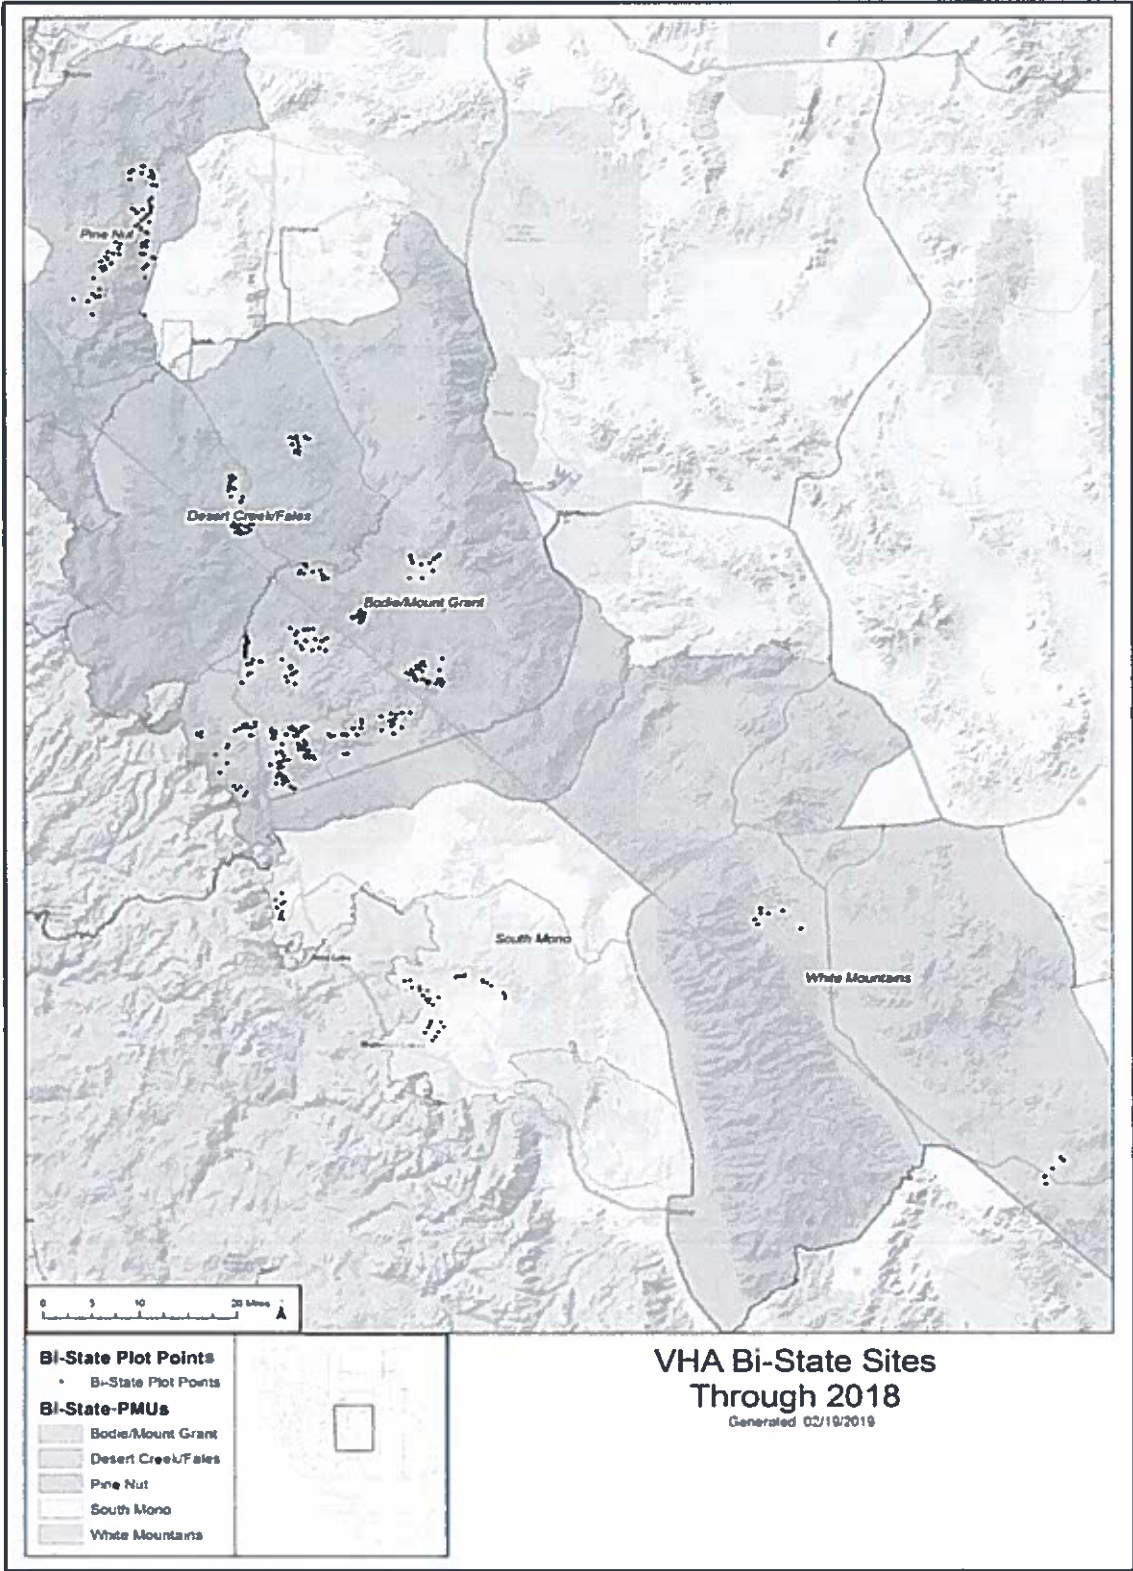 Pine Nut
Desert Creek/Fales
Bodie/Mount Grant
South Mono
White Mountains
0 5 10 20 Miles
VHA Bi-State Sites
Through 2018
Generated 02/19/2019
Bi-State Plot Points
Bi-State Plot Points
Bi-State-PMUs
Bodie/Mount Grant
Desert Creek/Fales
Pine Nut
South Mono
White Mountains